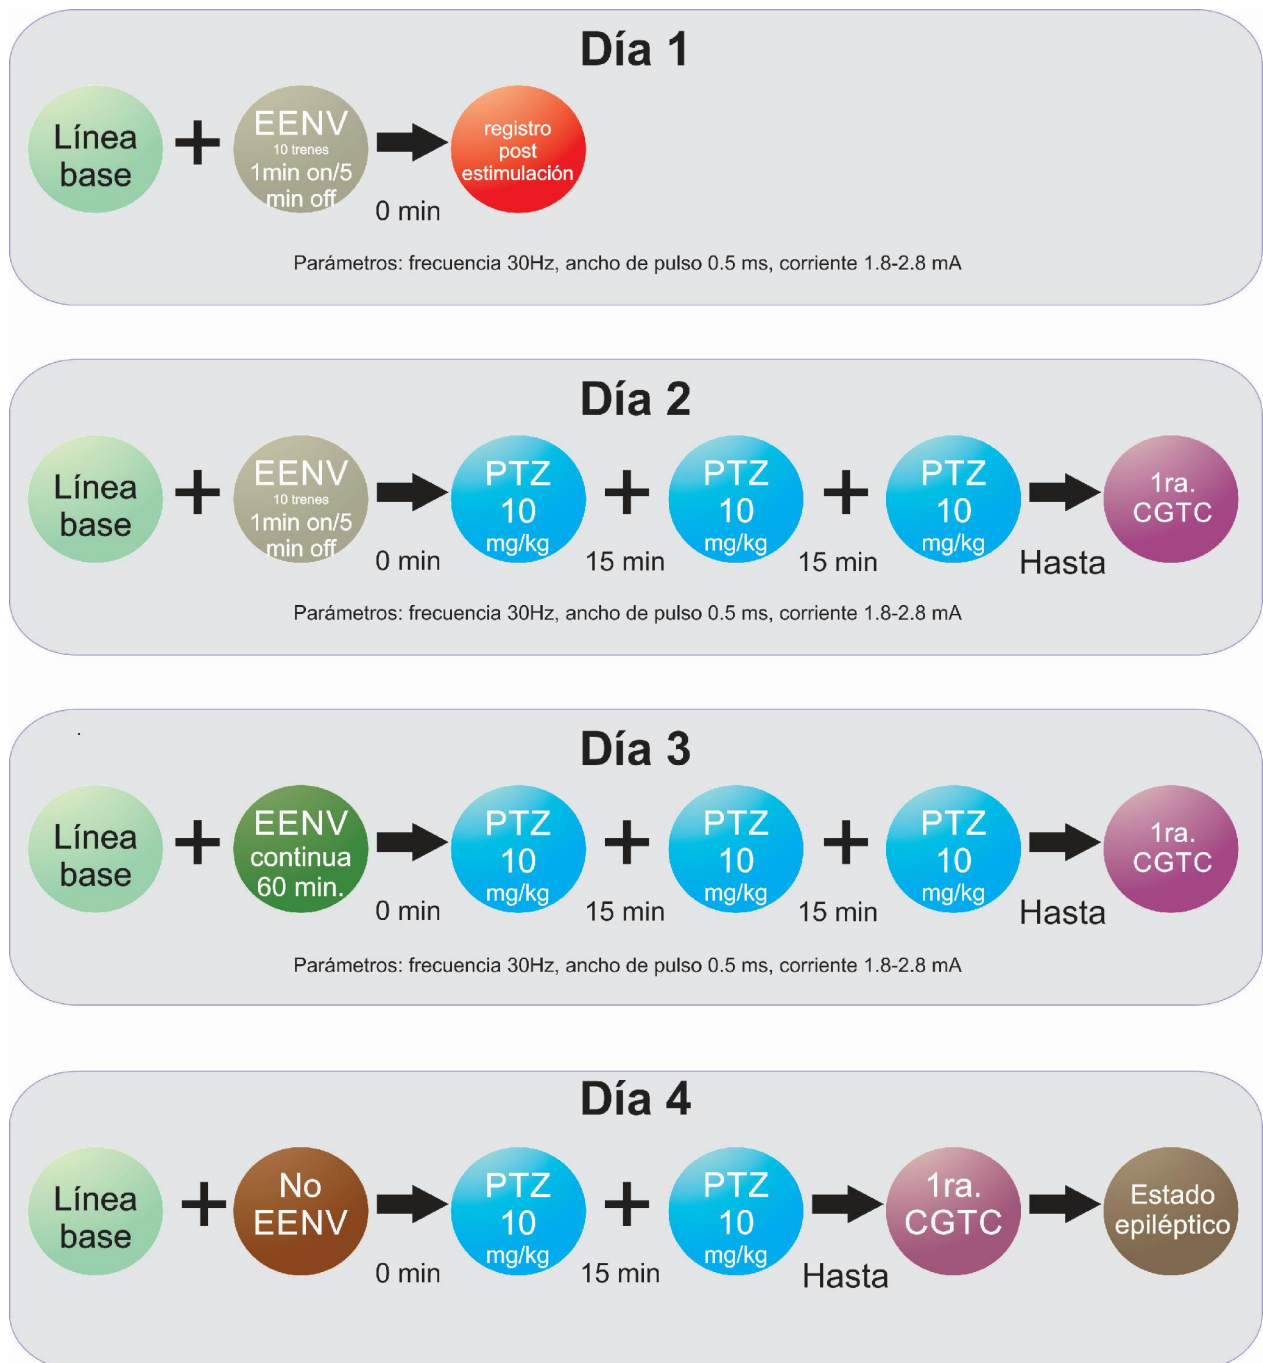 Día 1
Línea
base
+
EENV
10 trenes
1min on/5
min off
0 min
registro
post
estimulación
Parámetros: frecuencia 30Hz, ancho de pulso 0.5 ms, corriente 1.8-2.8 mA
Día 2
Línea
base
+
EENV
10 trenes
1min on/5
min off
0 min
PTZ
10
mg/kg
+
15 min
PTZ
10
mg/kg
+
15 min
PTZ
10
mg/kg
Hasta
1ra.
CGTC
Parámetros: frecuencia 30Hz, ancho de pulso 0.5 ms, corriente 1.8-2.8 mA
Día 3
Línea
base
+
EENV
continua
60 min.
0 min
PTZ
10
mg/kg
+
15 min
PTZ
10
mg/kg
+
15 min
PTZ
10
mg/kg
Hasta
1ra.
CGTC
Parámetros: frecuencia 30Hz, ancho de pulso 0.5 ms, corriente 1.8-2.8 mA
Día 4
Línea
base
+
No
EENV
0 min
PTZ
10
mg/kg
+
15 min
PTZ
10
mg/kg
Hasta
1ra.
CGTC
Estado
epiléptico